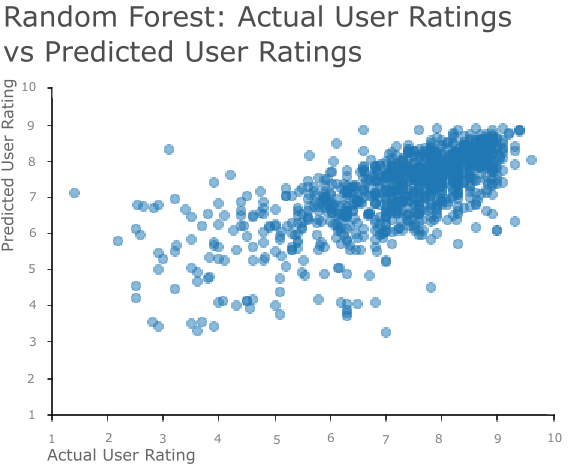 Random Forest: Actual User Ratings
vs Predicted User Ratings
Predicted User Rating
10
9
8
7
6
5
4
3
2
1
1 2 3 4 5 6 7 8 9 10
Actual User Rating